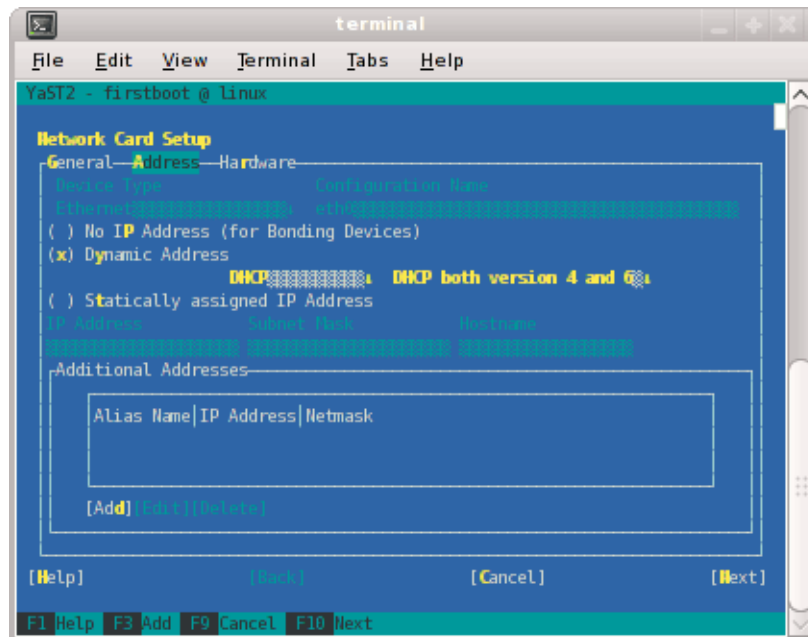 terminal
File Edit View Terminal Tabs Help
YaST2 - firstboot @ linux
Network Card Setup
General Address Hardware
Device Type Configuration Name
Ethernet eth0
( ) No IP Address (for Bonding Devices)
(x) Dynamic Address
DHCP DHCP both version 4 and 6
( ) Statically assigned IP Address
IP Address Subnet Mask Hostname
Additional Addresses
Alias Name|IP Address|Netmask
[Add][Edit][Delete]
[Help] [Back] [Cancel] [Next]
F1 Help F3 Add F9 Cancel F10 Next